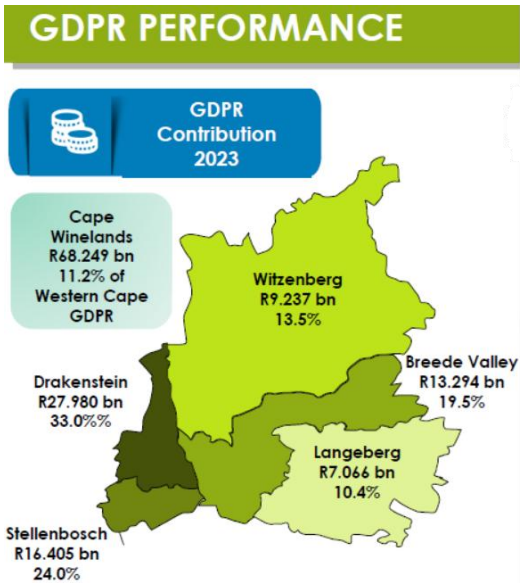 GDPR PERFORMANCE
GDPR
Contribution
2023
Cape
Winelands
R68.249 bn
11.2% of
Western Cape
GDPR
Witzenberg
R9.237 bn
13.5%
Drakenstein
R27.980 bn
33.0%%
Breede Valley
R13.294 bn
19.5%
Langeberg
R7.066 bn
10.4%
Stellenbosch
R16.405 bn
24.0%